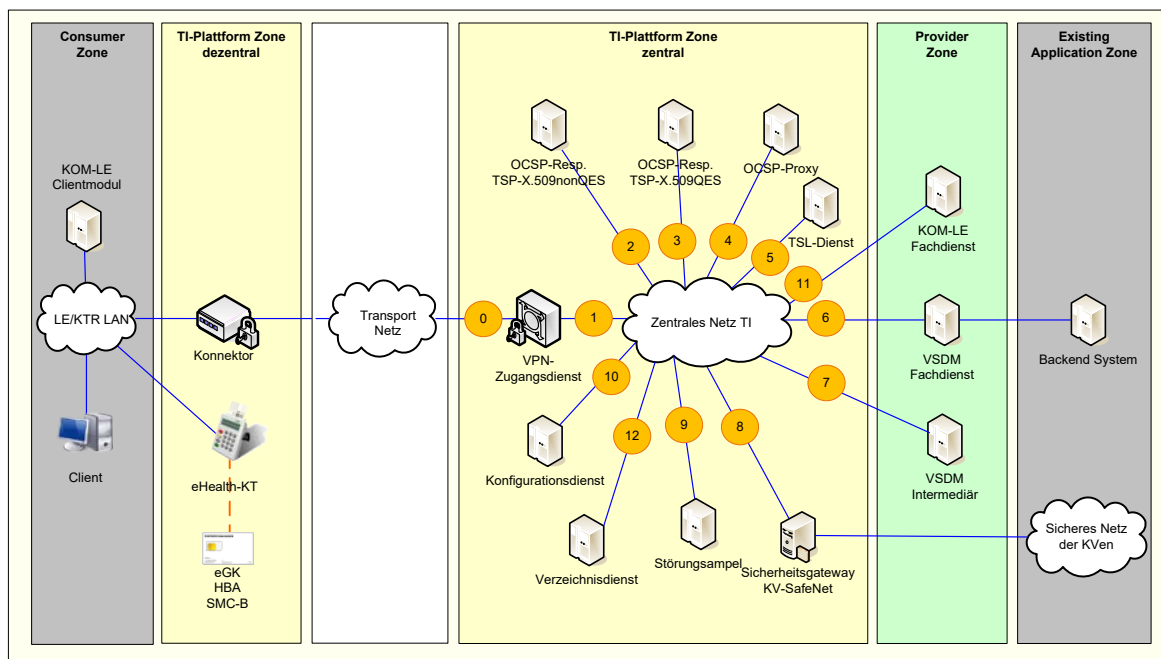 Consumer
Zone
TI-Plattform Zone
dezentral
TI-Plattform Zone
zentral
Provider
Zone
Existing
Application Zone
KOM-LE
Clientmodul
LE/KTR LAN
Client
Konnektor
eHealth-KT
eGK
HBA
SMC-B
Transport
Netz
0
VPN-
Zugangsdienst
1
OCSP-Resp.
TSP-X.509nonQES
OCSP-Resp.
TSP-X.509QES
OCSP-Proxy
TSL-Dienst
2
3
4
5
11
Zentrales Netz TI
6
10
7
12
9
8
Konfigurationsdienst
Verzeichnisdienst
Störungsampel
Sicherheitsgateway
KV-SafeNet
KOM-LE
Fachdienst
VSDM
Fachdienst
VSDM
Intermediär
Backend System
Sicheres Netz
der KVen